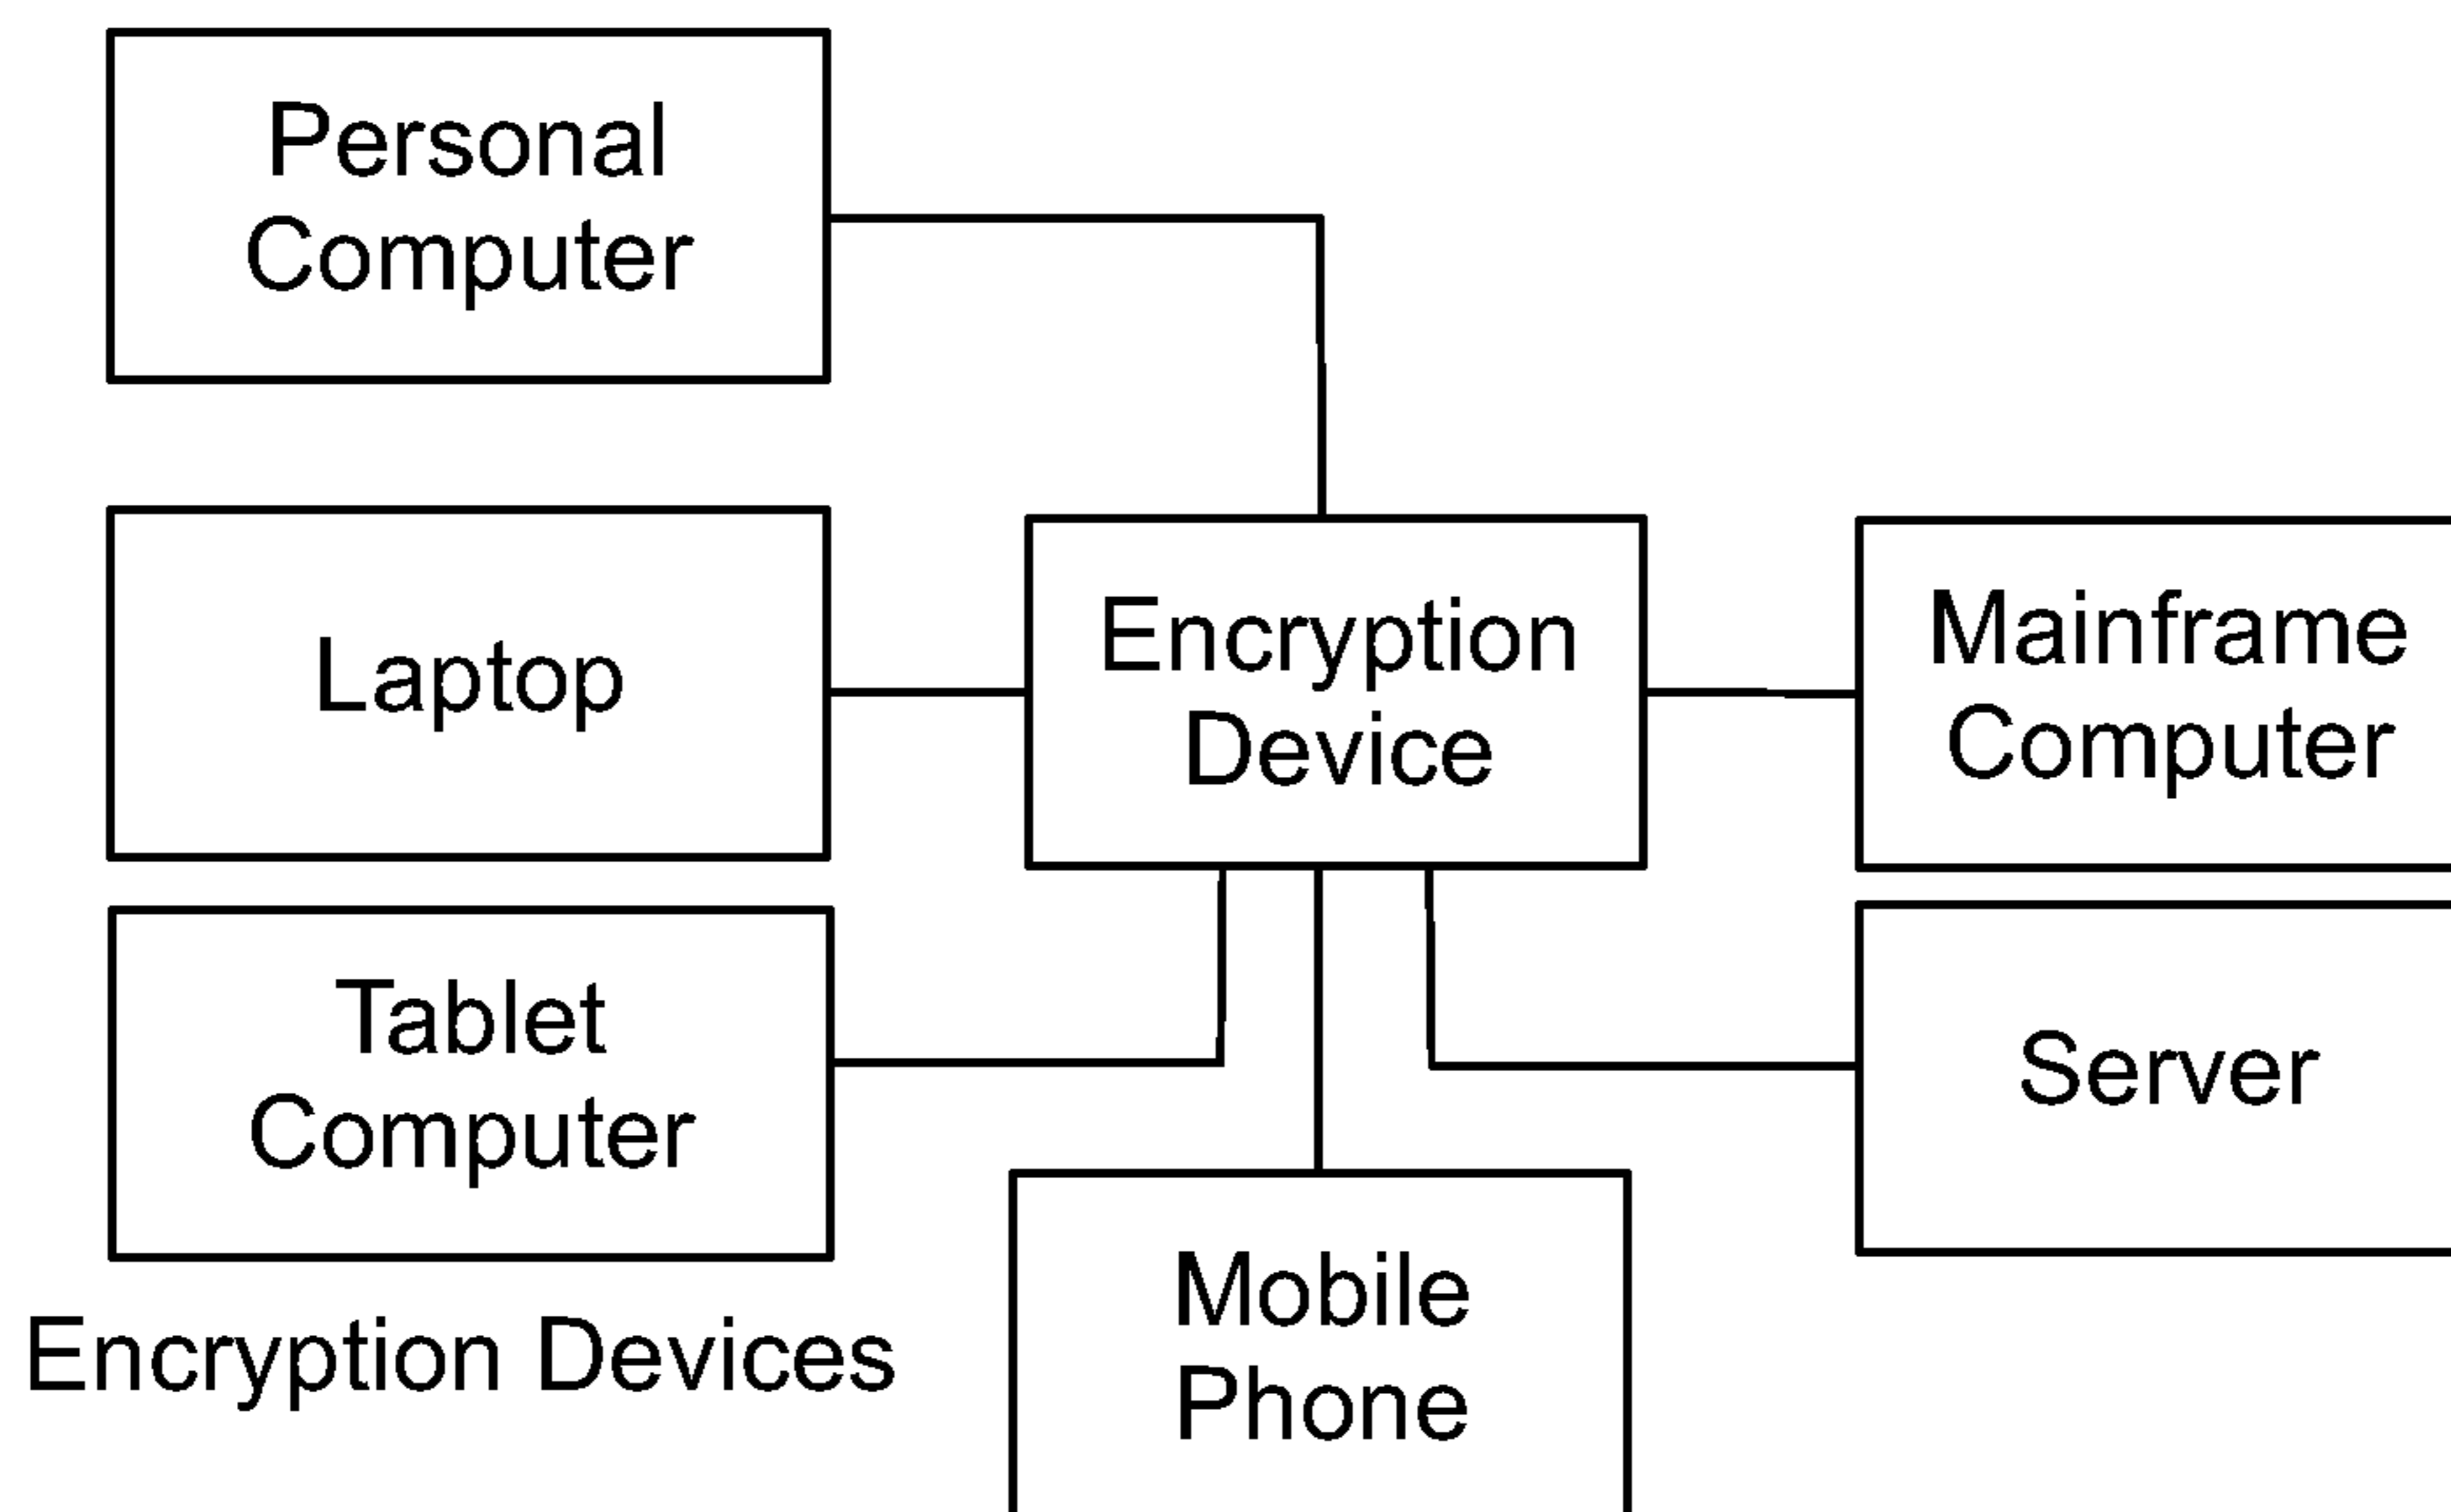 Personal
Computer
Laptop
Encryption
Device
Mainframe
Computer
Tablet
Computer
Server
Mobile
Phone
Encryption Devices